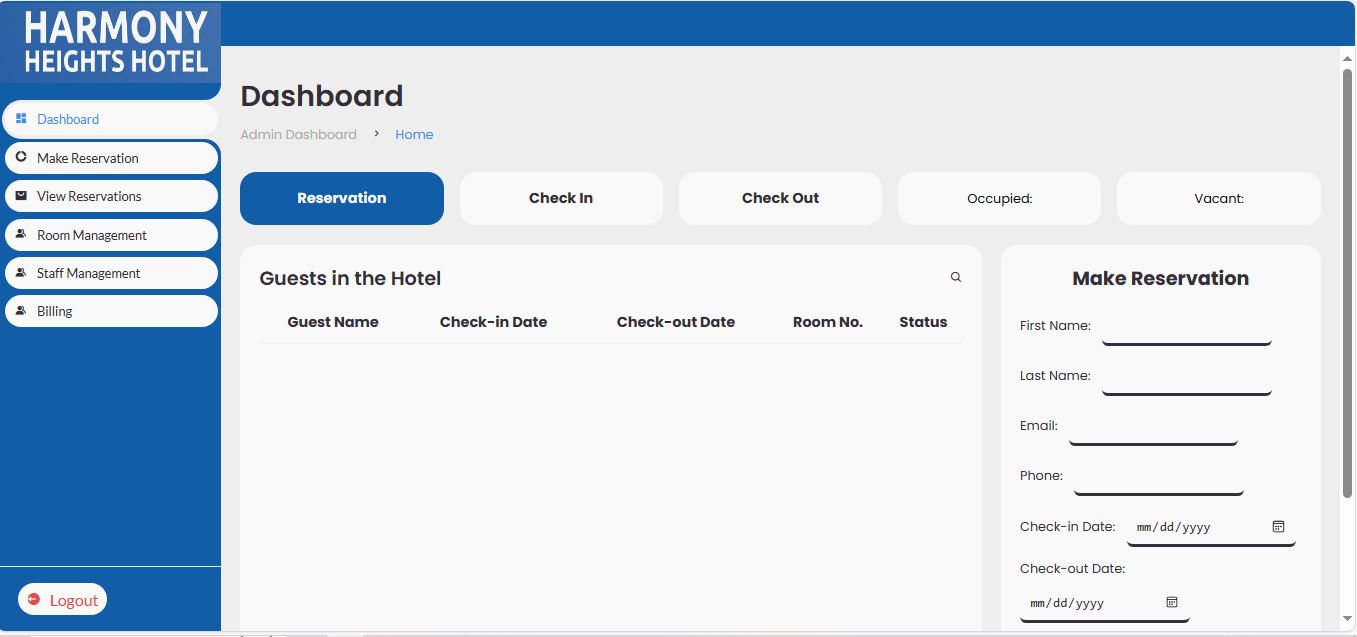 HARMONY
HEIGHTS HOTEL
Dashboard
Make Reservation
View Reservations
Room Management
Staff Management
Billing
Logout
Dashboard
Admin Dashboard > Home
Reservation
Check In
Check Out
Occupied:
Vacant:
Guests in the Hotel
Guest Name Check-in Date Check-out Date Room No. Status
Make Reservation
First Name:
Last Name:
Email:
Phone:
Check-in Date: mm/dd/yyyy
Check-out Date:
mm/dd/yyyy